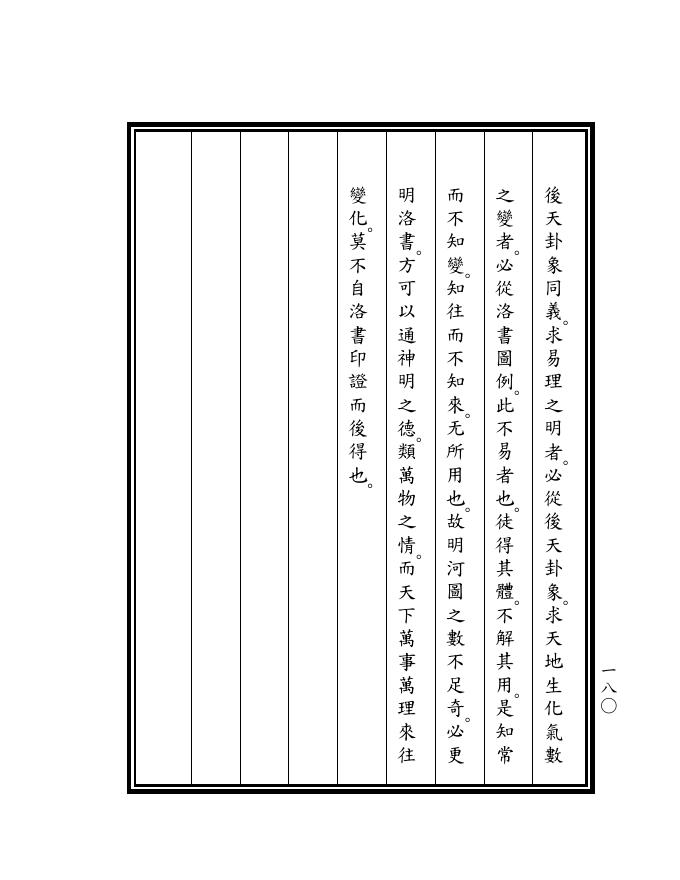 後天卦象同義。求易理之明者。必從後天卦象。求天地生化氣數
之變者。必從洛書圖例。此不易者也。徒得其體。不解其用。是知常
而不知變。知往而不知來。无所用也。故明河圖之數不足奇。必更
明洛書。方可以通神明之德。類萬物之情。而天下萬事萬理來往
變化。莫不自洛書印證而後得也。
一八〇